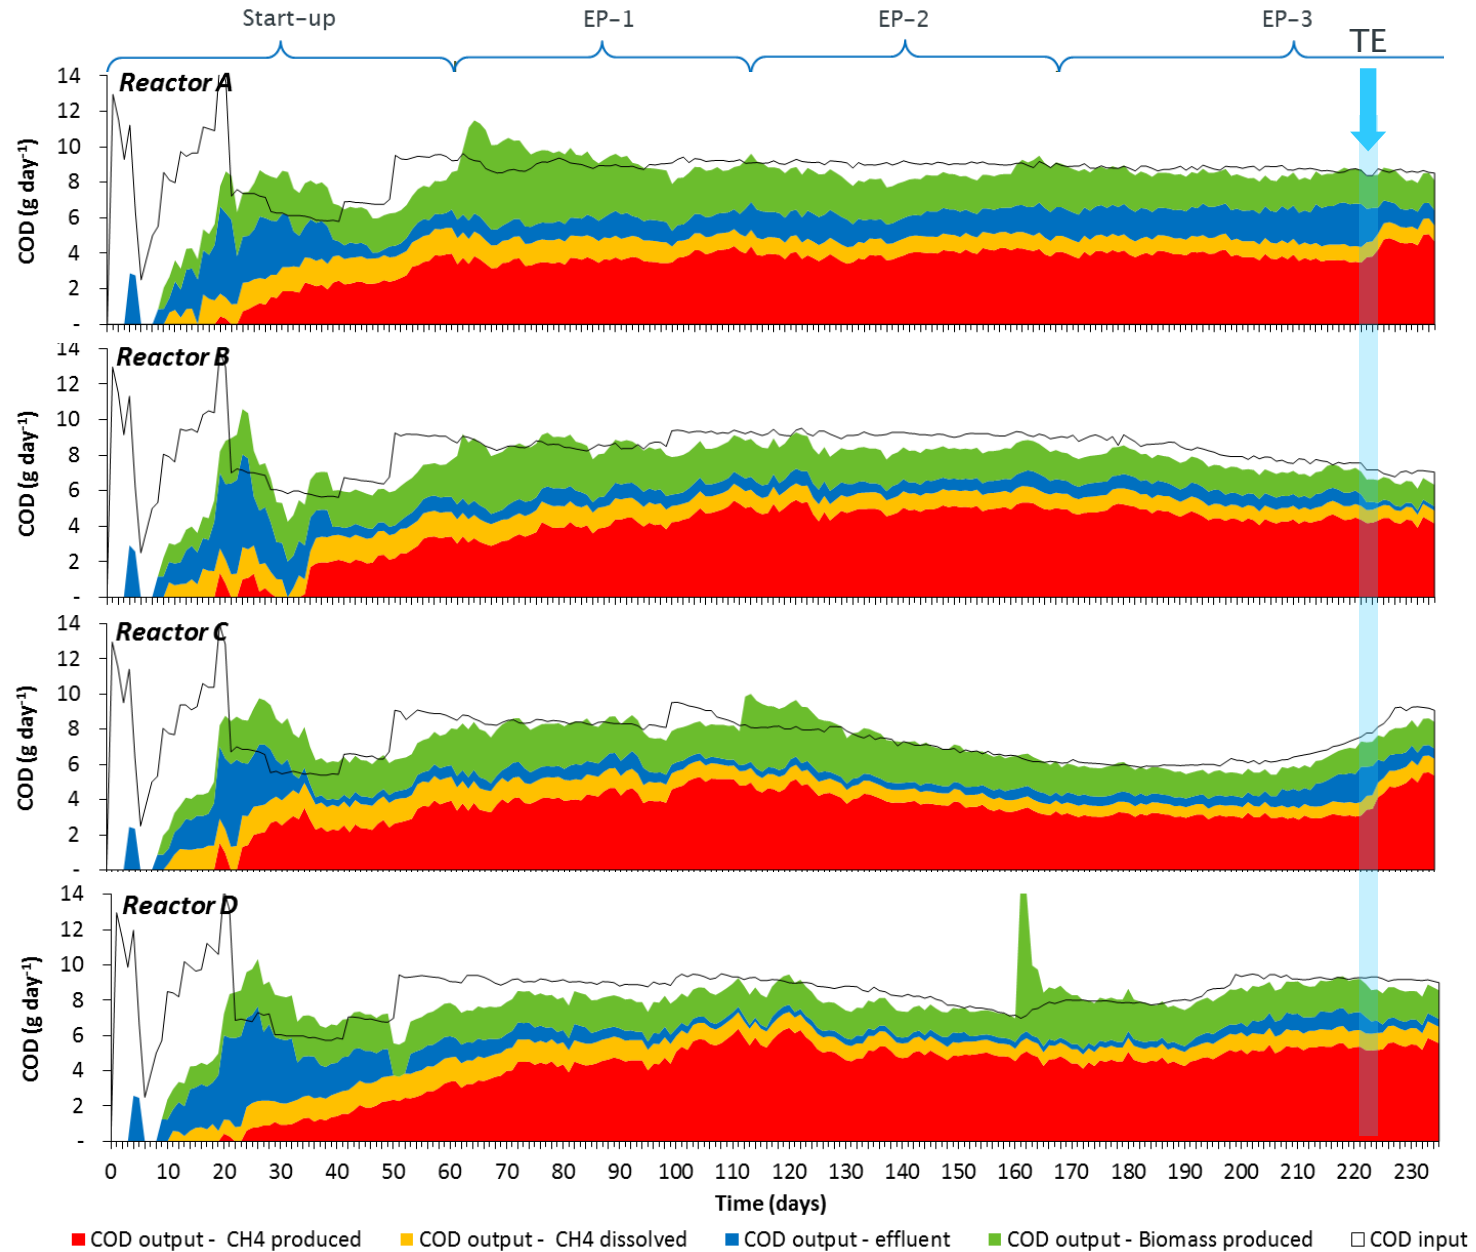 Start-up EP-1 EP-2 EP-3
TE
Reactor A
COD (g day-1)
14
12
10
8
6
4
2
-
Reactor B
COD (g day-1)
14
12
10
8
6
4
2
-
Reactor C
COD (g day-1)
14
12
10
8
6
4
2
-
Reactor D
COD (g day-1)
14
12
10
8
6
4
2
-
0 10 20 30 40 50 60 70 80 90 100 110 120 130 140 150 160 170 180 190 200 210 220 230
Time (days)
COD output - CH4 produced COD output - CH4 dissolved COD output - effluent COD output - Biomass produced COD input